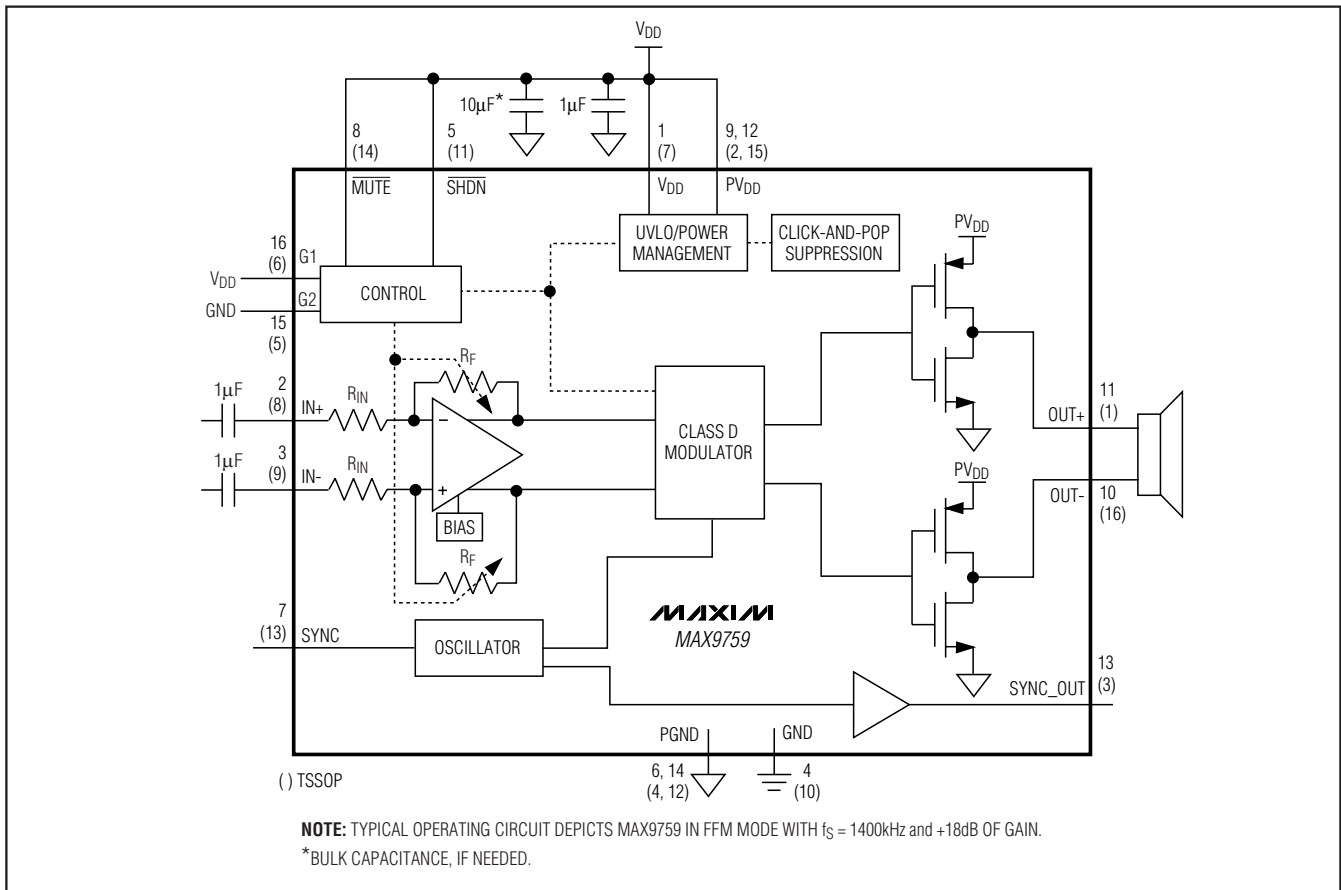 VDD
10µF*
1µF
8
(14)
5
(11)
1
(7)
9, 12
(2, 15)
MUTE
SHDN
VDD
PVDD
UVLO/POWER
MANAGEMENT
CLICK-AND-POP
SUPPRESSION
PVDD
16
(6)
G1
VDD
CONTROL
GND
G2
15
(5)
RF
1µF
2
(8)
IN+
RIN
−
CLASS D
MODULATOR
OUT+
11
(1)
1µF
3
(9)
IN-
RIN
+
BIAS
PVDD
OUT-
10
(16)
RF
MAXIM
MAX9759
7
(13)
SYNC
OSCILLATOR
SYNC_OUT
13
(3)
PGND
GND
6, 14
(4, 12)
4
(10)
( ) TSSOP
NOTE: TYPICAL OPERATING CIRCUIT DEPICTS MAX9759 IN FFM MODE WITH fS = 1400kHz and +18dB OF GAIN.
*BULK CAPACITANCE, IF NEEDED.